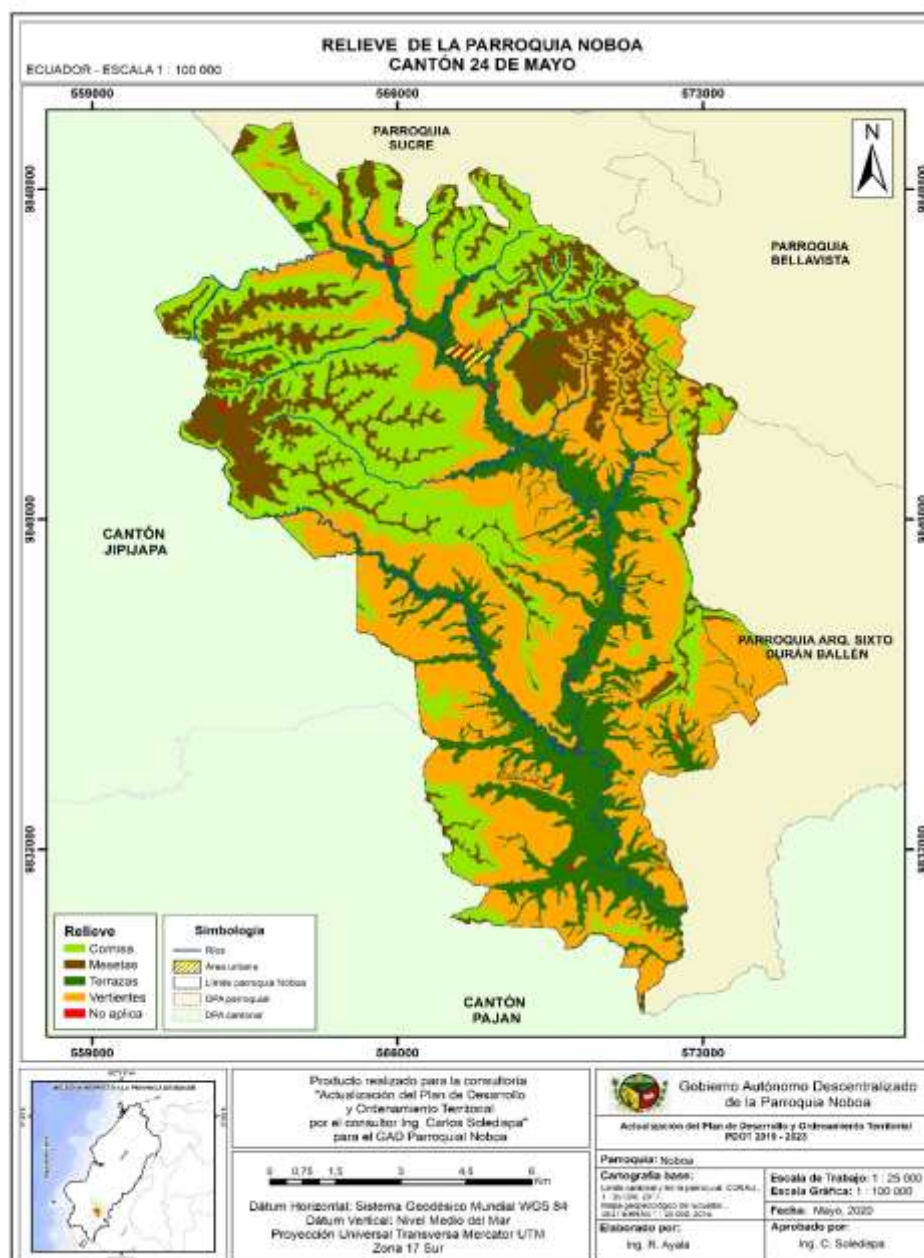 RELIEVE DE LA PARROQUIA NOBOA
CANTÓN 24 DE MAYO
ECUADOR - ESCALA 1 : 100 000
559000 566000 573000
PARROQUIA
SUCRE
N
PARROQUIA
BELLAVISTA
CANTÓN
JIPIJAPA
PARROQUIA ARQ. SIXTO
DURÁN BALLÉN
CANTÓN
PAJAN
9848000
9840000
9832000
9848000
9840000
9832000
Relieve
Cornisa
Mesetas
Terrazas
Vertientes
No aplica
Simbología
Ríos
Área urbana
Límite parroquia Noboa
DPA parroquial
DPA cantonal
559000 566000 573000
Producto realizado para la consultoría
"Actualización del Plan de Desarrollo
y Ordenamiento Territorial
por el consultor Ing. Carlos Soledispa"
para el GAD Parroquial Noboa
0 0,75 1,5 3 4,5 6
Km
Dátum Horizontal: Sistema Geodésico Mundial WGS 84
Dátum Vertical: Nivel Medio del Mar
Proyección Universal Transversa Mercator UTM
Zona 17 Sur
Gobierno Autónomo Descentralizado
de la Parroquia Noboa
Actualización del Plan de Desarrollo y Ordenamiento Territorial
PDOT 2019 - 2023
Parroquia: Noboa
Cartografía base:
Escala de Trabajo: 1 : 25 000
Escala Gráfica: 1 : 100 000
Fecha: Mayo, 2020
Elaborado por:
Ing. R. Ayala
Aprobado por:
Ing. C. Soledispa